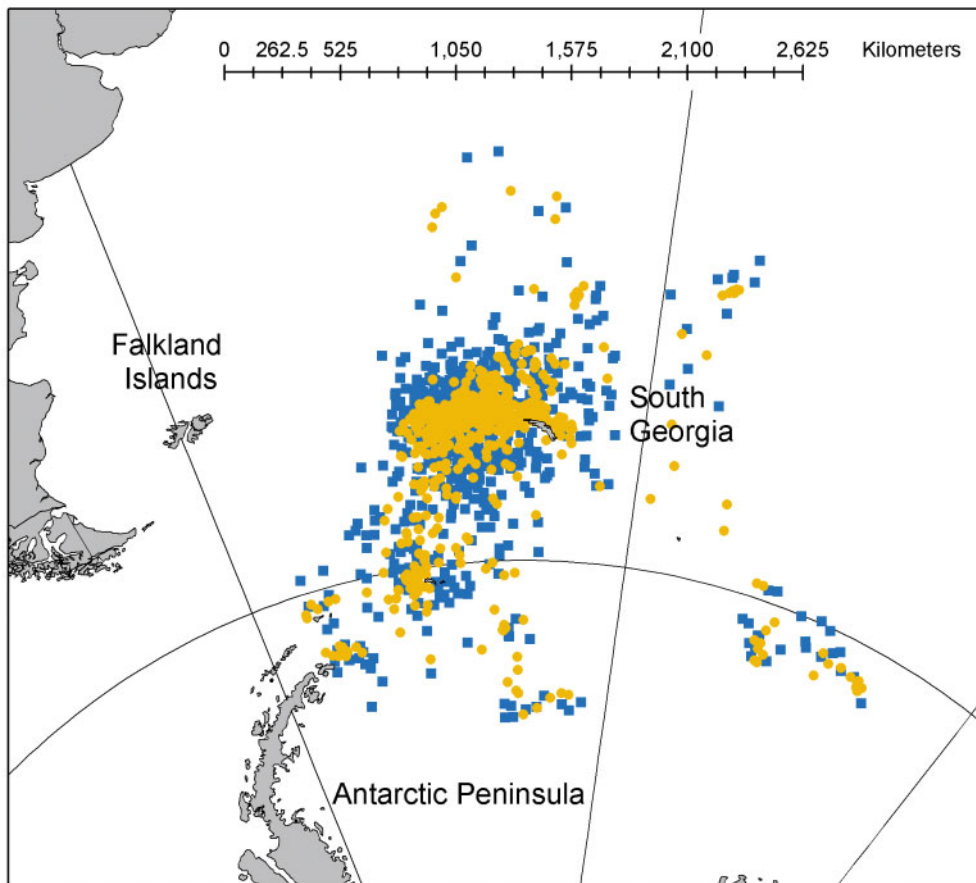 0 262.5 525 1,050 1,575 2,100 2,625 Kilometers
Falkland
Islands
South
Georgia
Antarctic Peninsula